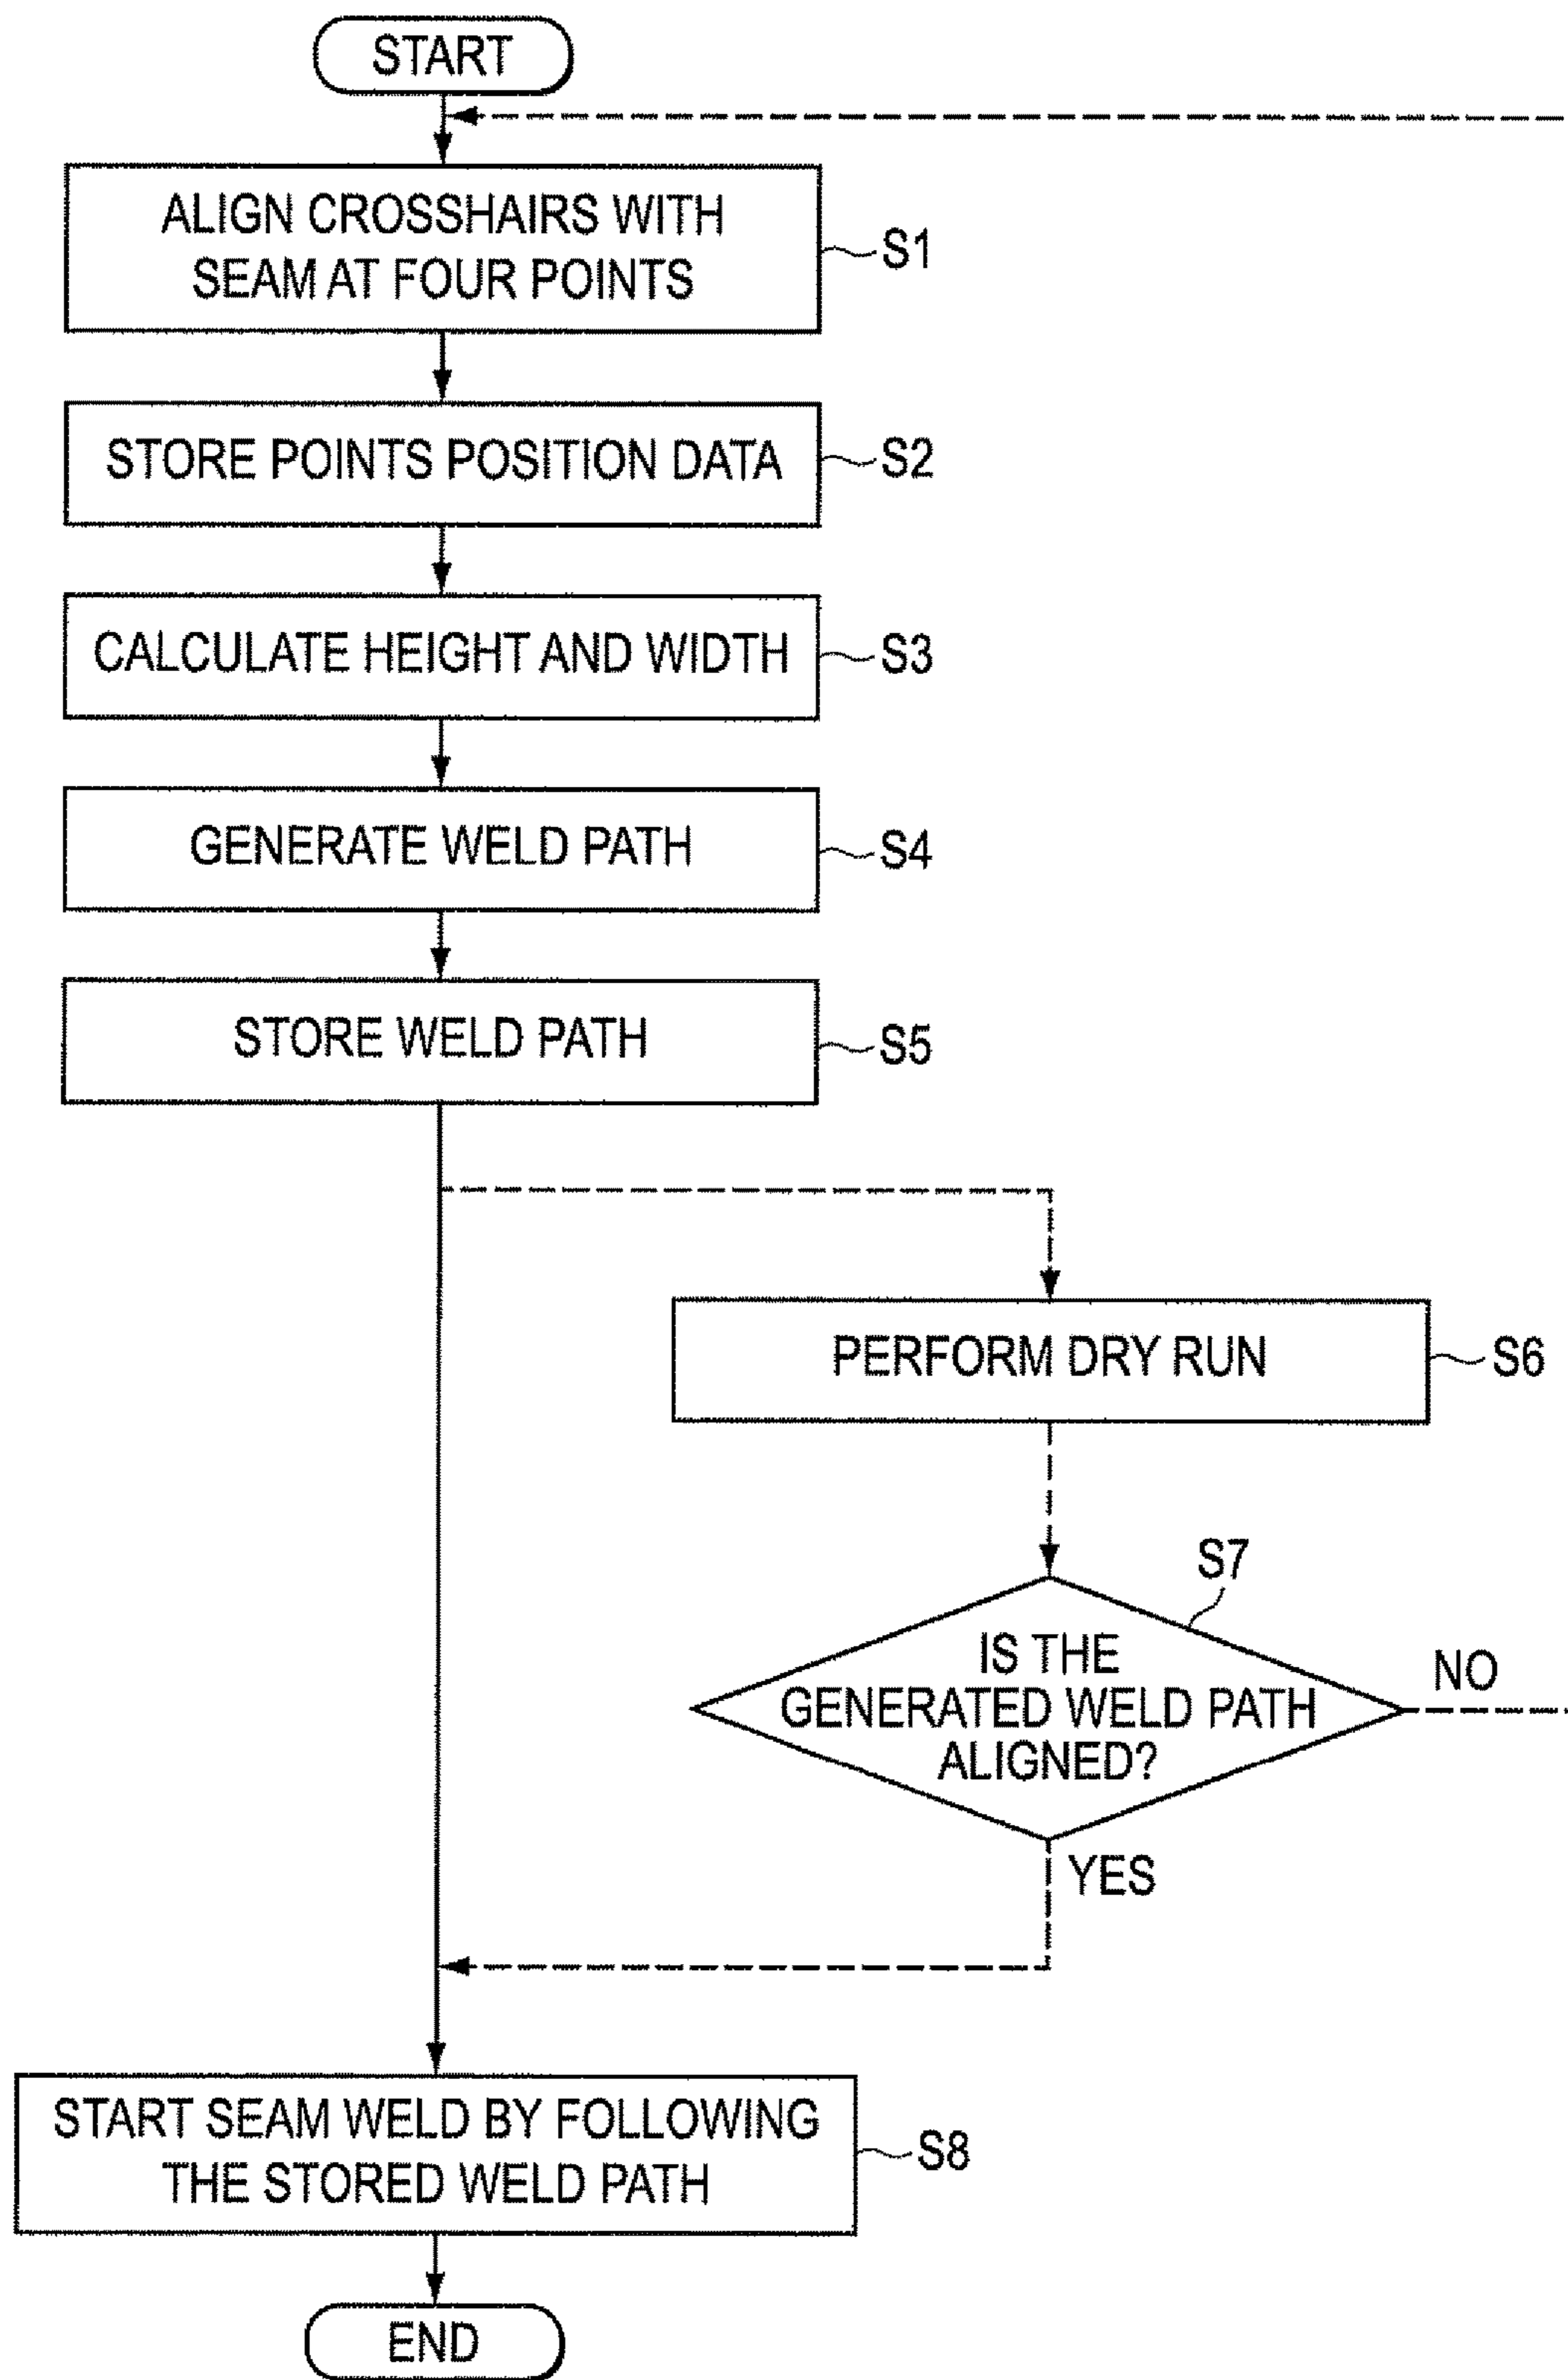 START
ALIGN CROSSHAIRS WITH
SEAM AT FOUR POINTS
S1
STORE POINTS POSITION DATA
S2
CALCULATE HEIGHT AND WIDTH
S3
GENERATE WELD PATH
S4
STORE WELD PATH
S5
PERFORM DRY RUN
S6
S7
IS THE
GENERATED WELD PATH
ALIGNED?
NO
YES
START SEAM WELD BY FOLLOWING
THE STORED WELD PATH
S8
END